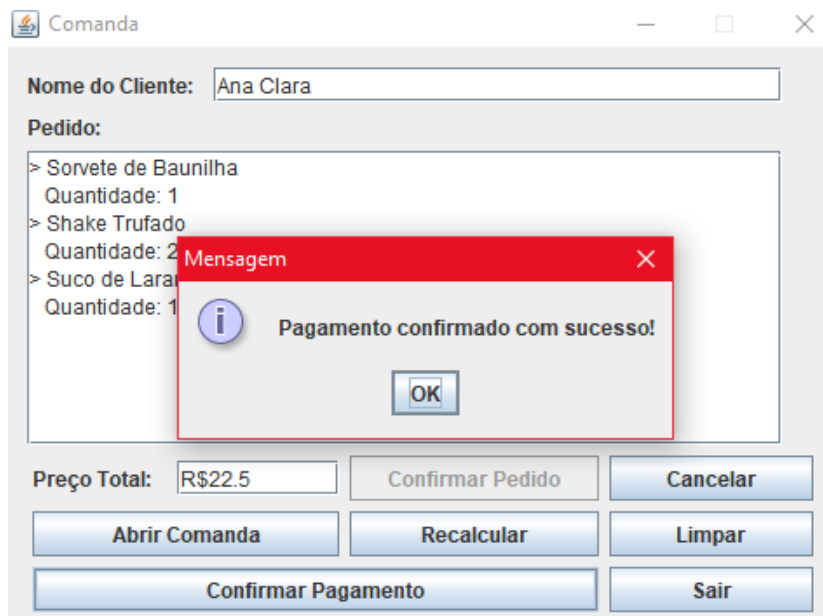 Comanda
Nome do Cliente: Ana Clara
Pedido:
> Sorvete de Baunilha
Quantidade: 1
> Shake Trufado
Quantidade: 2
> Suco de
Quantidade: 1
Mensagem
Pagamento confirmado com sucesso!
OK
Preço Total: R$22.5 Confirmar Pedido Cancelar
Abrir Comanda Recalcular Limpar
Confirmar Pagamento Sair